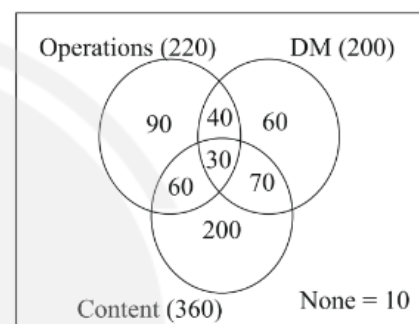 Operations (220) DM (200)
90 40 60
30
60 70
200
Content (360) None = 10